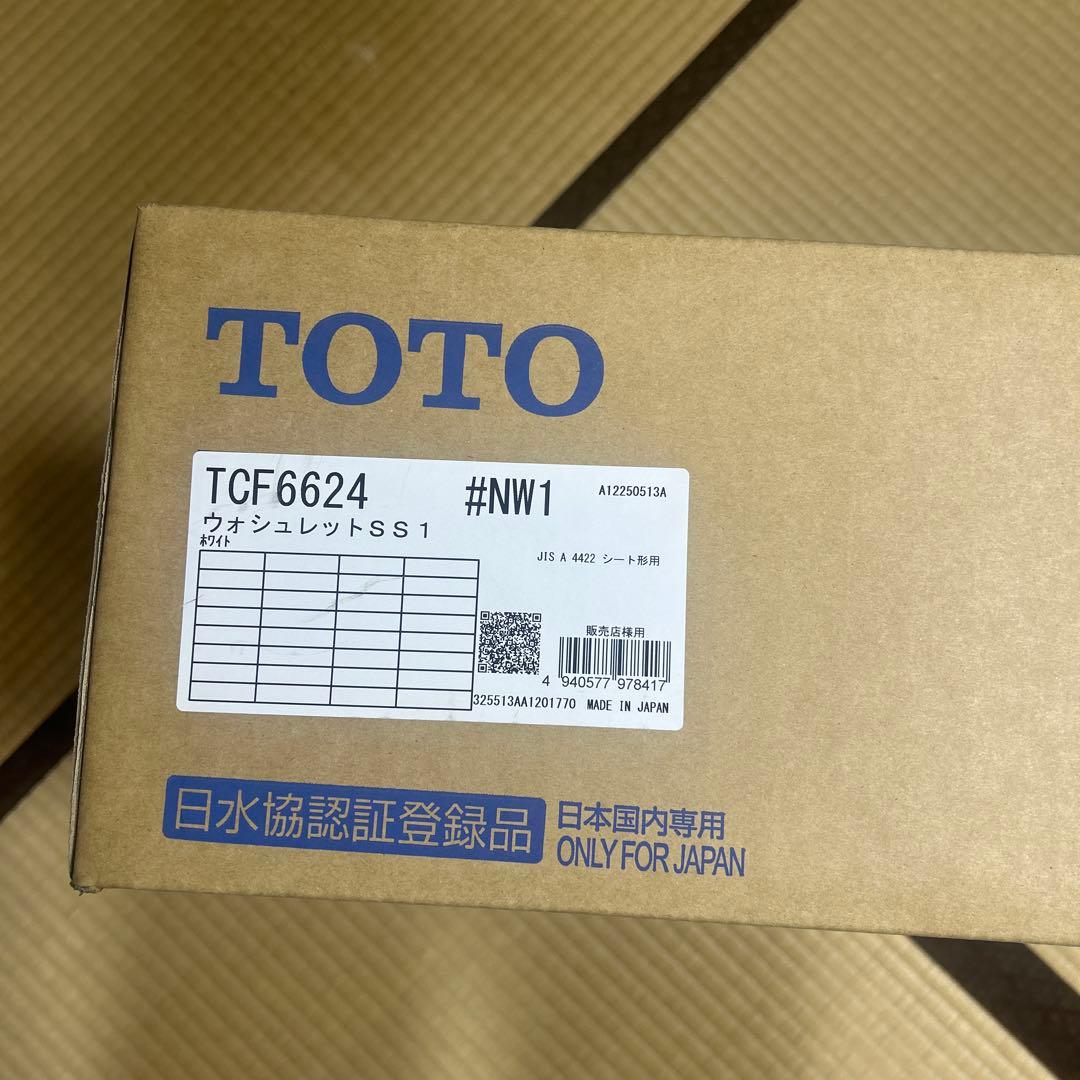 TOTO
TCF6624 #NW1 A12250513A
ウォシュレットSS1
ﾎﾜｲﾄ
JIS A 4422 シート形用
販売店様用
4 940577 978417
325513AA1201770 MADE IN JAPAN
日水協認証登録品 日本国内専用
ONLY FOR JAPAN